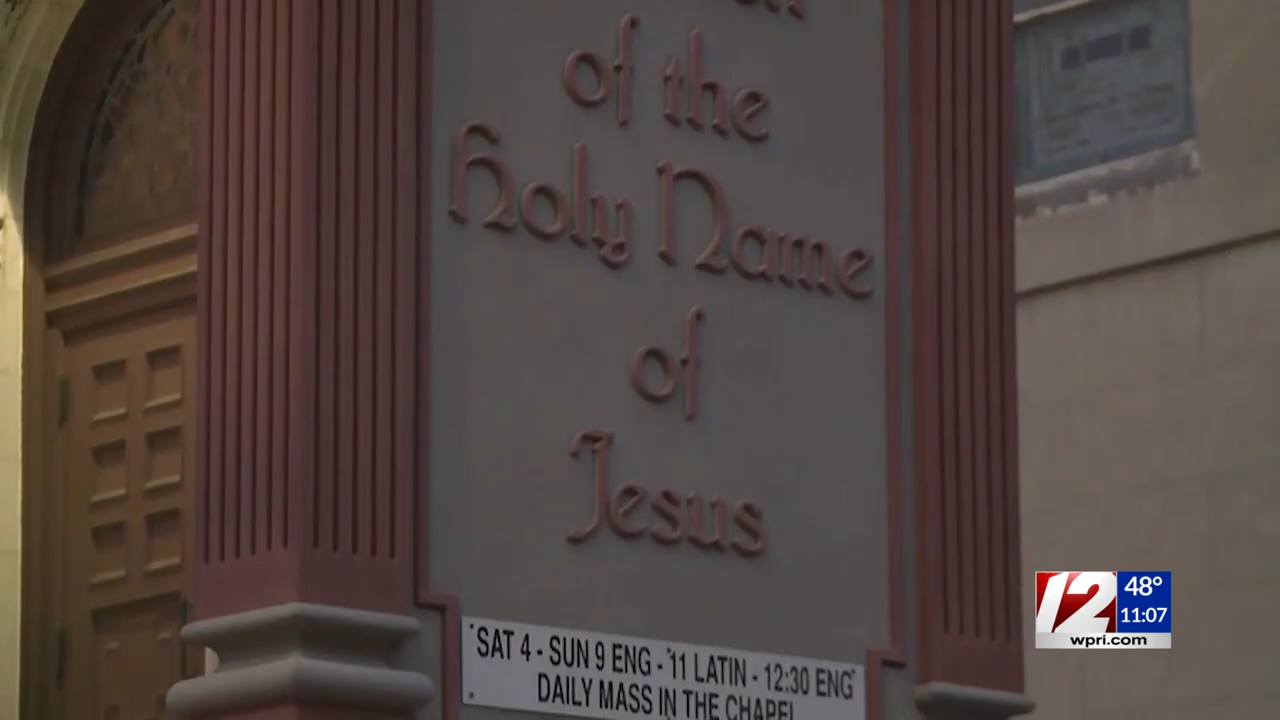 of the
Holy Name
of
Jesus
SAT 4 - SUN 9 ENG - 11 LATIN - 12:30 ENG
DAILY MASS IN THE CHAPEL
12
48°
11:07
wpri.com